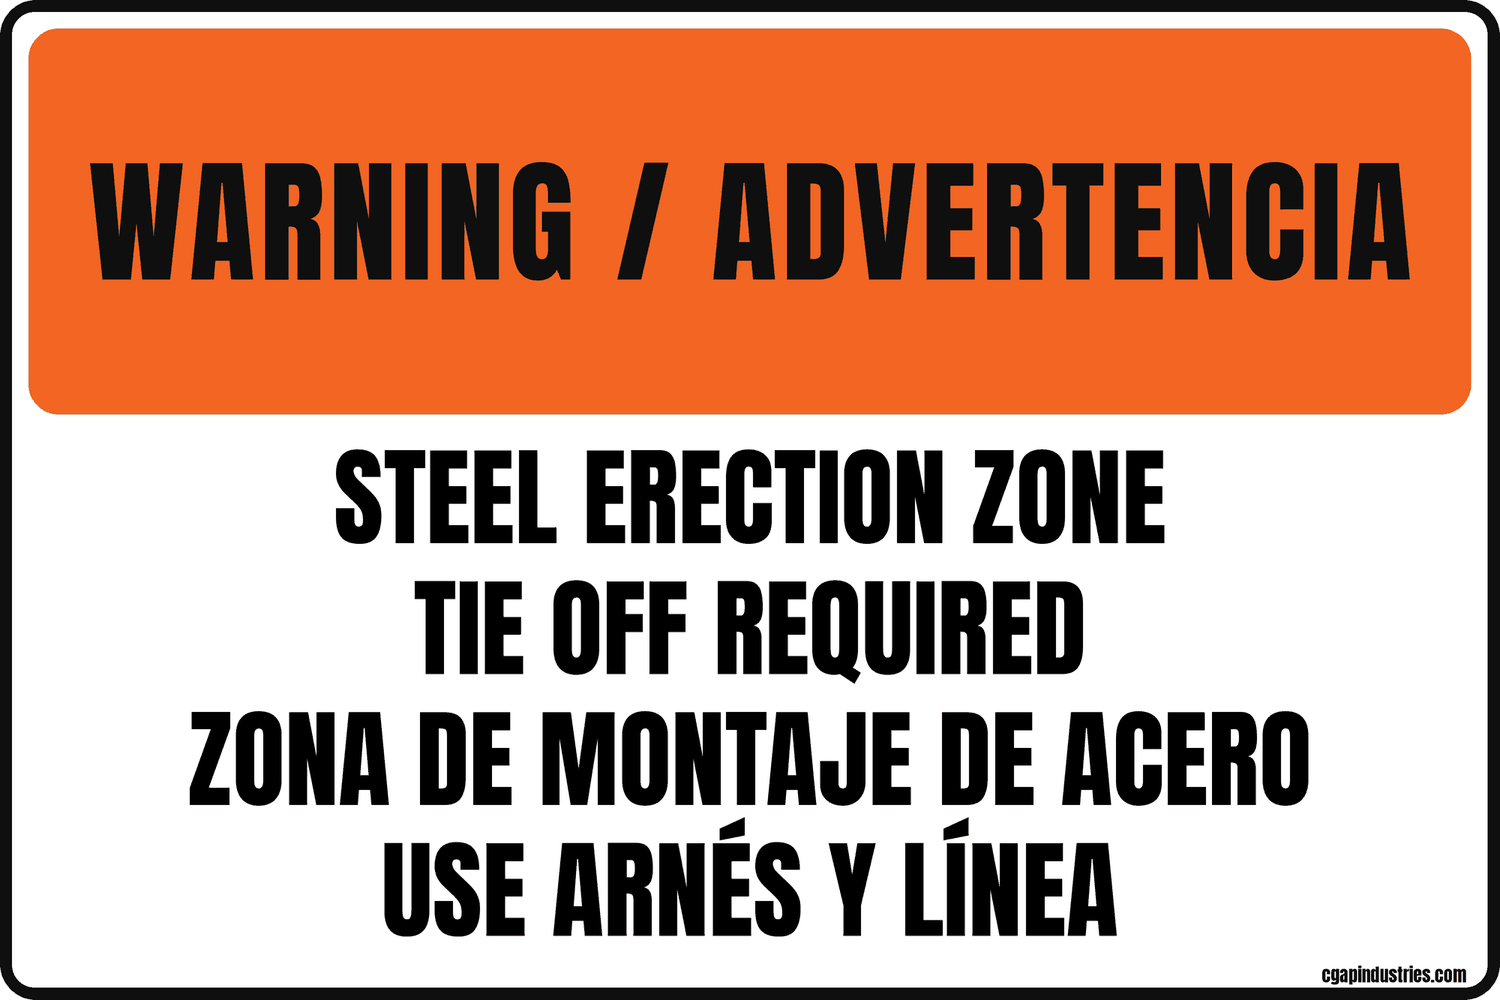 WARNING / ADVERTENCIA
STEEL ERECTION ZONE
TIE OFF REQUIRED
ZONA DE MONTAJE DE ACERO
USE ARNÉS Y LÍNEA
cgapindustries.com